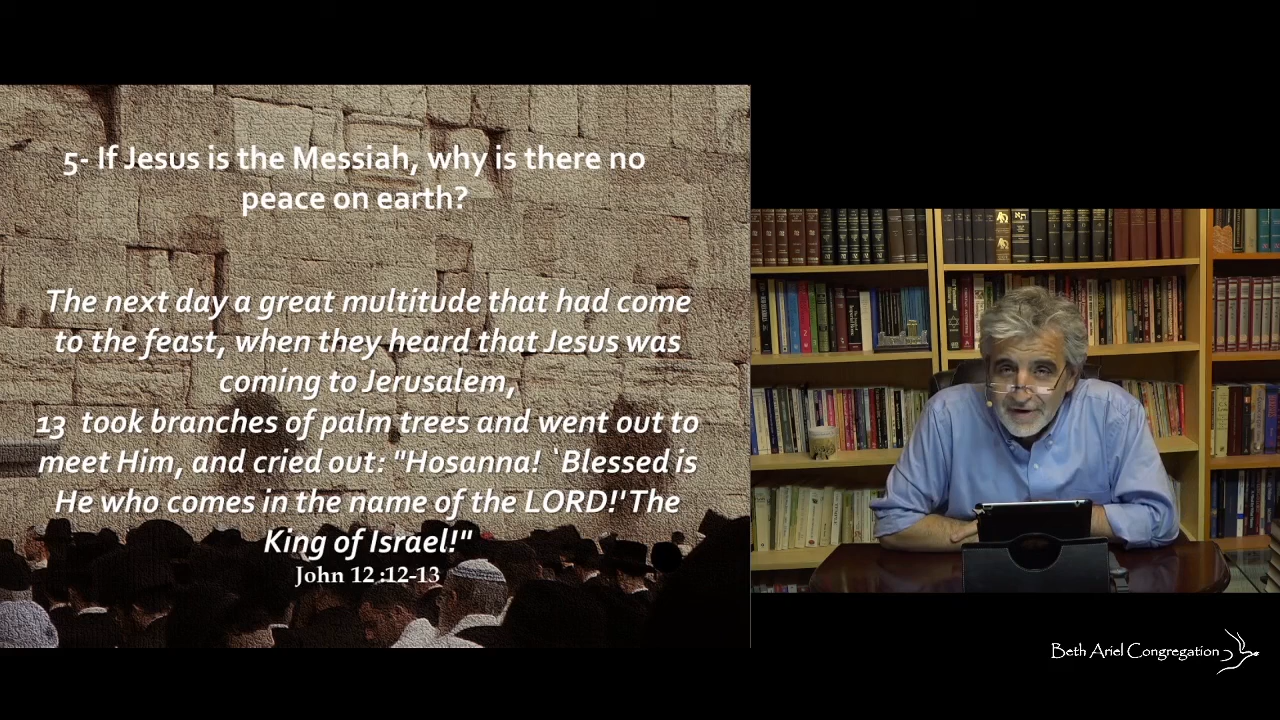 5- If Jesus is the Messiah, why is there no
peace on earth?
The next day a great multitude that had come
to the feast, when they heard that Jesus was
coming to Jerusalem,
13  took branches of palm trees and went out to
meet Him, and cried out: "Hosanna! `Blessed is
He who comes in the name of the LORD!' The
King of Israel!"
John 12 :12-13
Beth Ariel Congregation